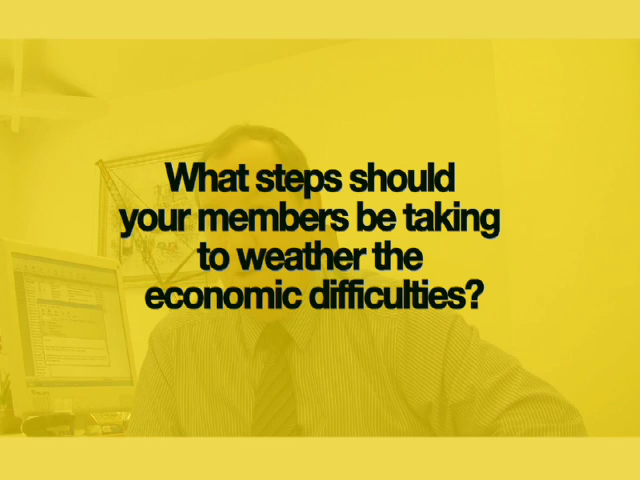 What steps should
your members be taking
to weather the
economic difficulties?